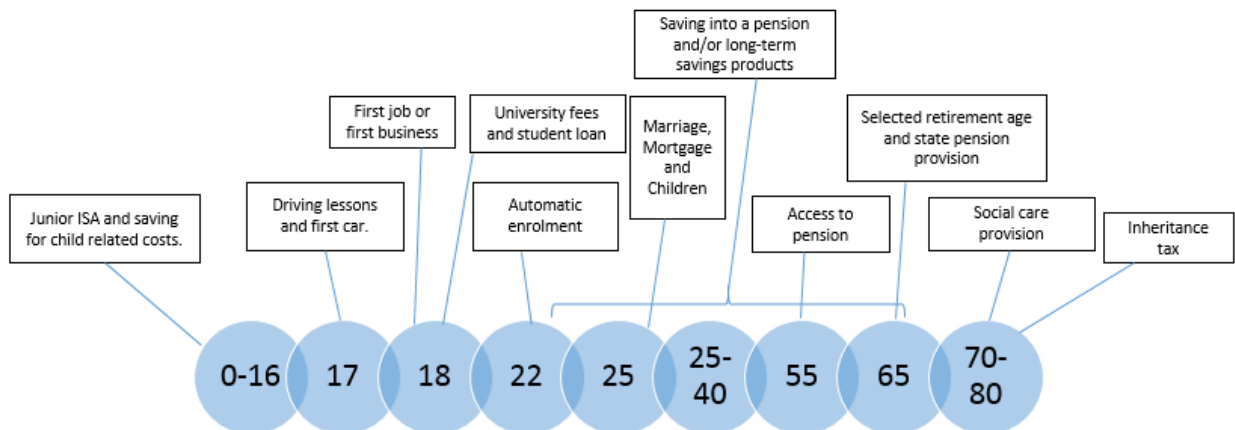 Saving into a pension
and/or long-term
savings products
First job or
first business
University fees
and student loan
Marriage,
Mortgage
and
Children
Selected retirement age
and state pension
provision
Junior ISA and saving
for child related costs.
Driving lessons
and first car.
Automatic
enrolment
Access to
pension
Social care
provision
Inheritance
tax
0-16
17
18
22
25
25-
40
55
65
70-
80